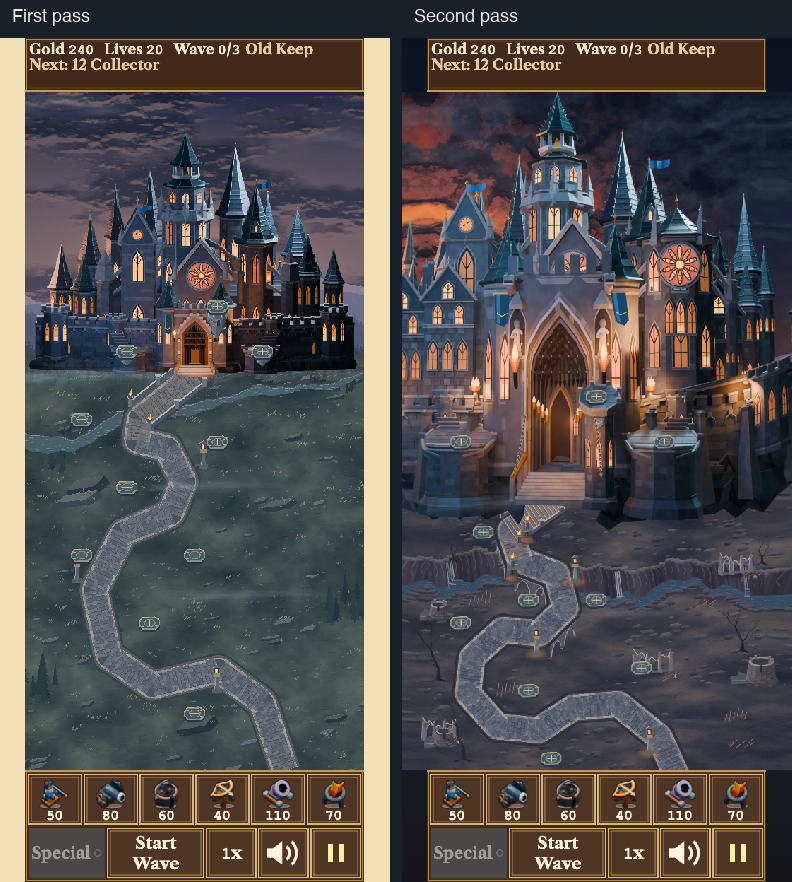 First pass
Second pass
Gold 240 Lives 20 Wave 0/3 Old Keep
Next: 12 Collector
50 80 60 40 110 70
Special
Start
Wave
1x
Gold 240 Lives 20 Wave 0/3 Old Keep
Next: 12 Collector
50 80 60 40 110 70
Special
Start
Wave
1x